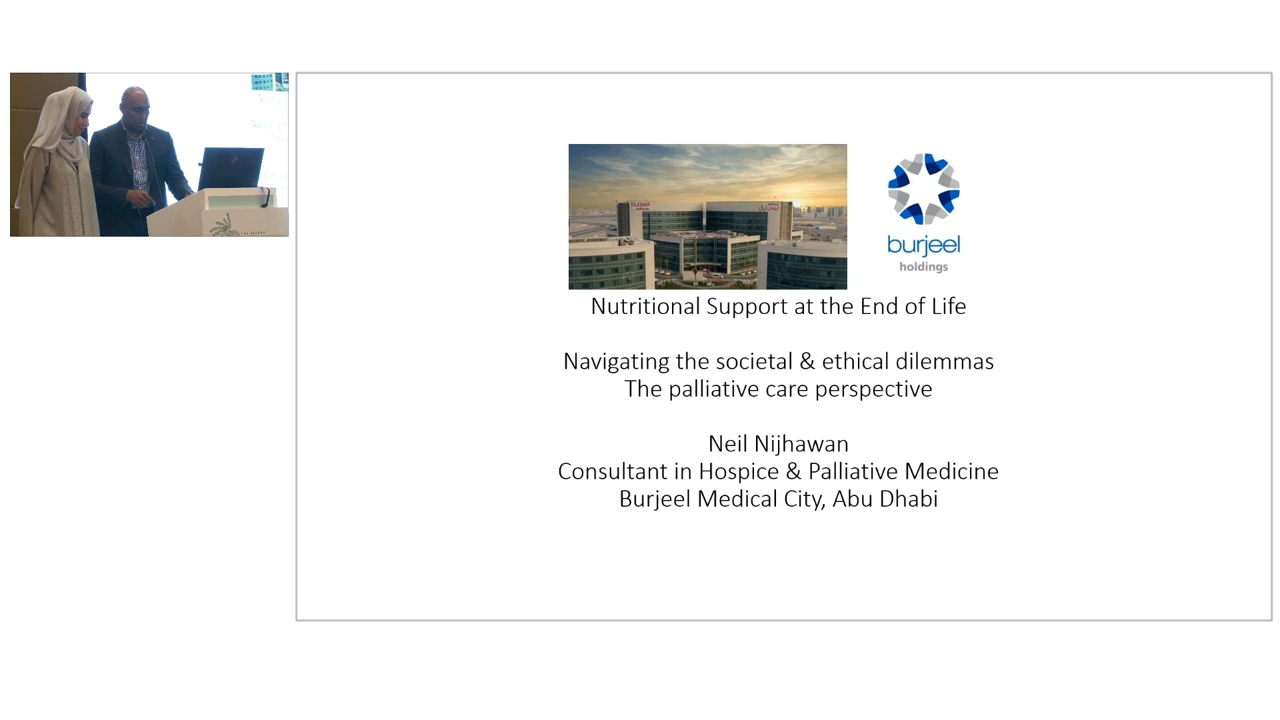 burjeel
holdings
Nutritional Support at the End of Life
Navigating the societal & ethical dilemmas
The palliative care perspective
Neil Nijhawan
Consultant in Hospice & Palliative Medicine
Burjeel Medical City, Abu Dhabi